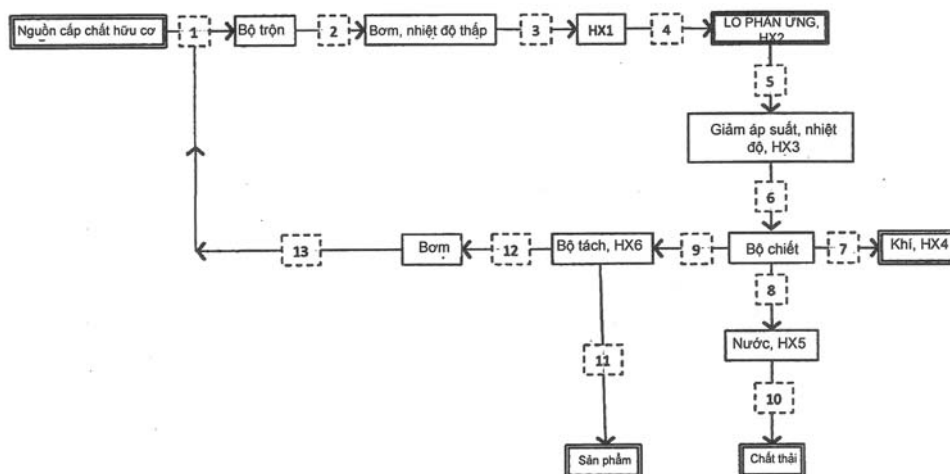 Nguồn cấp chất hữu cơ
1
Bộ trộn
2
Bơm, nhiệt độ thấp
3
HX1
4
LÒ PHẢN ỨNG,
HX2
5
Giảm áp suất, nhiệt
độ, HX3
6
13
Bơm
12
Bộ tách, HX6
9
Bộ chiết
7
Khí, HX4
8
Nước, HX5
11
10
Sản phẩm
Chất thải